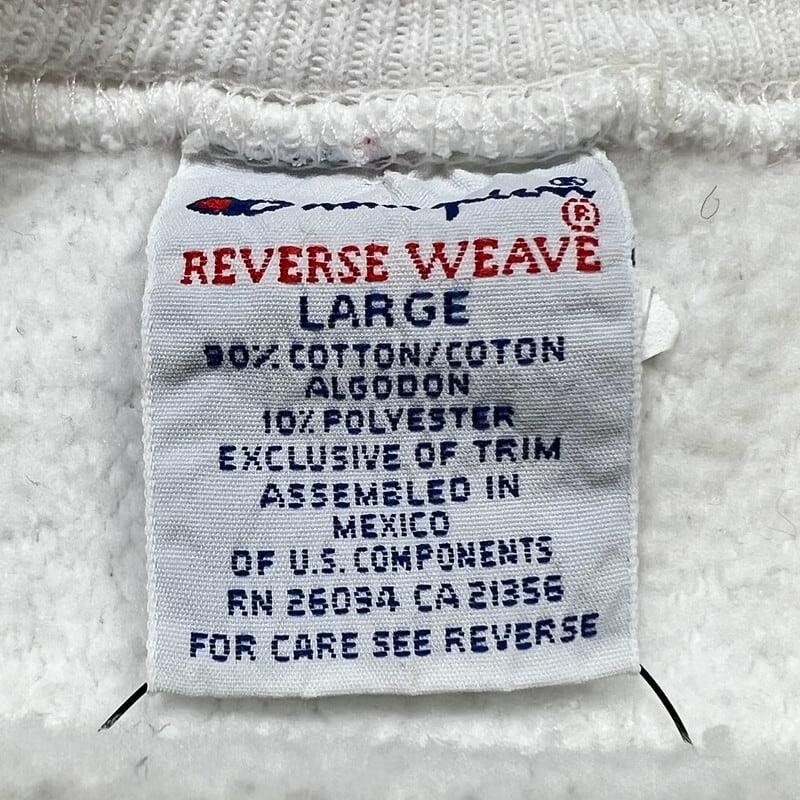 Champion
REVERSE WEAVE ®
LARGE
90% COTTON/COTON
ALGODON
10% POLYESTER
EXCLUSIVE OF TRIM
ASSEMBLED IN
MEXICO
OF U.S. COMPONENTS
RN 26094 CA 21356
FOR CARE SEE REVERSE